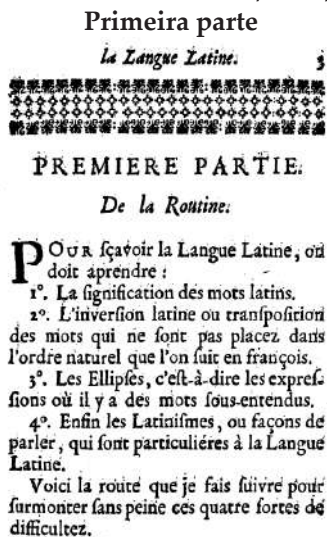 Primeira parte
la Langue Latine. 3
PREMIERE PARTIE.
De la Routine.
POUR ſçavoir la Langue Latine, on
doit aprendre :
1°. La ſignification des mots latins.
2°. L'inverſion latine ou tranſpoſition
des mots qui ne ſont pas placez dans
l'ordre naturel que l'on ſuit en françois.
3°. Les Ellipſes, c'eſt-à-dire les expreſ-
ſions où il y a des mots ſous-entendus.
4°. Enfin les Latiniſmes, ou façons de
parler, qui ſont particuliéres à la Langue
Latine.
Voici la route que je fais ſuivre pour
ſurmonter ſans peine ces quatre ſortes de
difficultez.